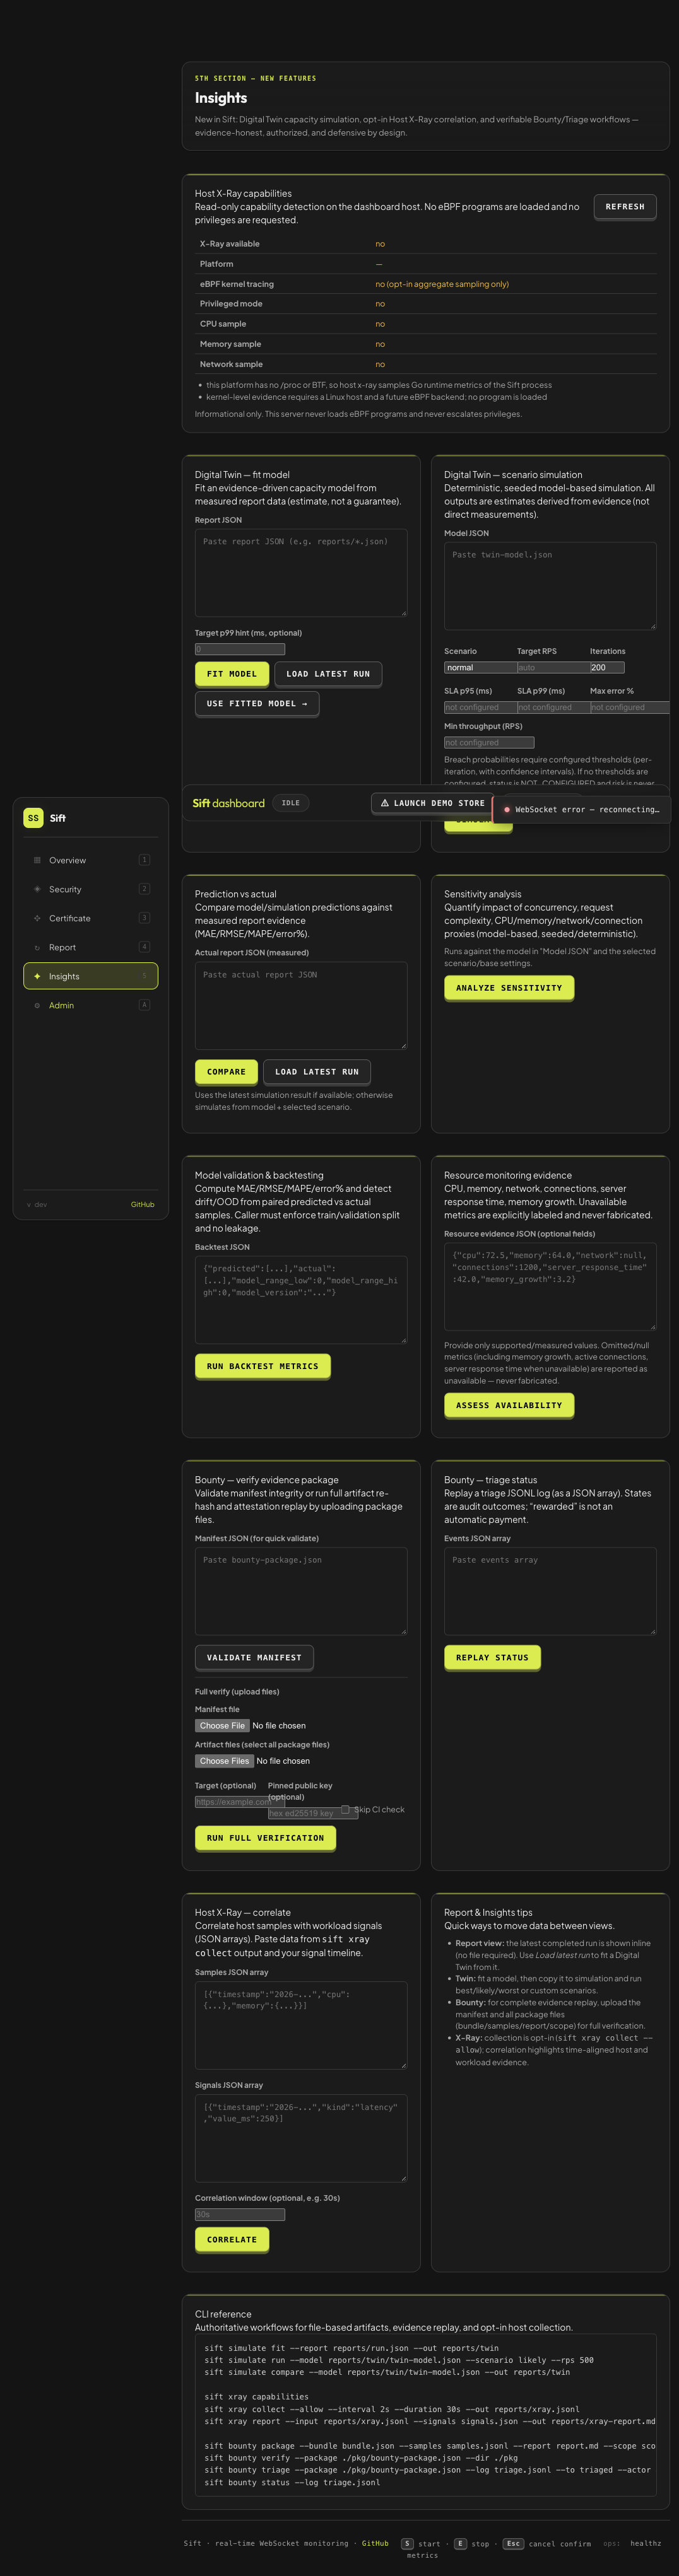 5TH SECTION — NEW FEATURES
Insights
New in Sift: Digital Twin capacity simulation, opt-in Host X-Ray correlation, and verifiable Bounty/Triage workflows —
evidence-honest, authorized, and defensive by design.
Host X-Ray capabilities
Read-only capability detection on the dashboard host. No eBPF programs are loaded and no
privileges are requested.
REFRESH
X-Ray available no
Platform —
eBPF kernel tracing no (opt-in aggregate sampling only)
Privileged mode no
CPU sample no
Memory sample no
Network sample no
• this platform has no /proc or BTF, so host x-ray samples Go runtime metrics of the Sift process
• kernel-level evidence requires a Linux host and a future eBPF backend; no program is loaded
Informational only. This server never loads eBPF programs and never escalates privileges.
Digital Twin — fit model
Fit an evidence-driven capacity model from
measured report data (estimate, not a guarantee).
Report JSON
Paste report JSON (e.g. reports/*.json)
Target p99 hint (ms, optional)
0
FIT MODEL LOAD LATEST RUN
USE FITTED MODEL →
Digital Twin — scenario simulation
Deterministic, seeded model-based simulation. All
outputs are estimates derived from evidence (not
direct measurements).
Model JSON
Paste twin-model.json
Scenario Target RPS Iterations
normal auto 200
SLA p95 (ms) SLA p99 (ms) Max error %
not configured not configured not configured
Min throughput (RPS)
not configured
Breach probabilities require configured thresholds (per-
iteration, with confidence intervals). If no thresholds are
configured, status is NOT_CONFIGURED and risk is never
Sift dashboard IDLE ⚠ LAUNCH DEMO STORE
WebSocket error — reconnecting…
SS Sift
Overview 1
Security 2
Certificate 3
Report 4
Insights 5
Admin A
v dev GitHub
Prediction vs actual
Compare model/simulation predictions against
measured report evidence
(MAE/RMSE/MAPE/error%).
Actual report JSON (measured)
Paste actual report JSON
COMPARE LOAD LATEST RUN
Uses the latest simulation result if available; otherwise
simulates from model + selected scenario.
Sensitivity analysis
Quantify impact of concurrency, request
complexity, CPU/memory/network/connection
proxies (model-based, seeded/deterministic).
Runs against the model in "Model JSON" and the selected
scenario/base settings.
ANALYZE SENSITIVITY
Model validation & backtesting
Compute MAE/RMSE/MAPE/error% and detect
drift/OOD from paired predicted vs actual
samples. Caller must enforce train/validation split
and no leakage.
Backtest JSON
{"predicted":[...],"actual":
[...],"model_range_low":0,"model_range_hi
gh":0,"model_version":"..."}
RUN BACKTEST METRICS
Resource monitoring evidence
CPU, memory, network, connections, server
response time, memory growth. Unavailable
metrics are explicitly labeled and never fabricated.
Resource evidence JSON (optional fields)
{"cpu":72.5,"memory":64.0,"network":null,
"connections":1200,"server_response_time"
:42.0,"memory_growth":3.2}
Provide only supported/measured values. Omitted/null
metrics (including memory growth, active connections,
server response time when unavailable) are reported as
unavailable — never fabricated.
ASSESS AVAILABILITY
Bounty — verify evidence package
Validate manifest integrity or run full artifact re-
hash and attestation replay by uploading package
files.
Manifest JSON (for quick validate)
Paste bounty-package.json
VALIDATE MANIFEST
Full verify (upload files)
Manifest file
Choose File No file chosen
Artifact files (select all package files)
Choose Files No file chosen
Target (optional) Pinned public key
(optional)
https://example.com hex ed25519 key Skip CI check
RUN FULL VERIFICATION
Bounty — triage status
Replay a triage JSONL log (as a JSON array). States
are audit outcomes; "rewarded" is not an
automatic payment.
Events JSON array
Paste events array
REPLAY STATUS
Host X-Ray — correlate
Correlate host samples with workload signals
(JSON arrays). Paste data from sift xray
collect output and your signal timeline.
Samples JSON array
[{"timestamp":"2026-...","cpu":
{...},"memory":{...}}]
Signals JSON array
[{"timestamp":"2026-...","kind":"latency"
,"value_ms":250}]
Correlation window (optional, e.g. 30s)
30s
CORRELATE
Report & Insights tips
Quick ways to move data between views.
• Report view: the latest completed run is shown inline
(no file required). Use Load latest run to fit a Digital
Twin from it.
• Twin: fit a model, then copy it to simulation and run
best/likely/worst or custom scenarios.
• Bounty: for complete evidence replay, upload the
manifest and all package files
(bundle/samples/report/scope) for full verification.
• X-Ray: collection is opt-in (sift xray collect --
allow); correlation highlights time-aligned host and
workload evidence.
CLI reference
Authoritative workflows for file-based artifacts, evidence replay, and opt-in host collection.
sift simulate fit --report reports/run.json --out reports/twin
sift simulate run --model reports/twin/twin-model.json --scenario likely --rps 500
sift simulate compare --model reports/twin/twin-model.json --out reports/twin
sift xray capabilities
sift xray collect --allow --interval 2s --duration 30s --out reports/xray.jsonl
sift xray report --input reports/xray.jsonl --signals signals.json --out reports/xray-report.md
sift bounty package --bundle bundle.json --samples samples.jsonl --report report.md --scope sco
sift bounty verify --package ./pkg/bounty-package.json --dir ./pkg
sift bounty triage --package ./pkg/bounty-package.json --log triage.jsonl --to triaged --actor
sift bounty status --log triage.jsonl
Sift · real-time WebSocket monitoring · GitHub S start · E stop · Esc cancel confirm ops: healthz
metrics